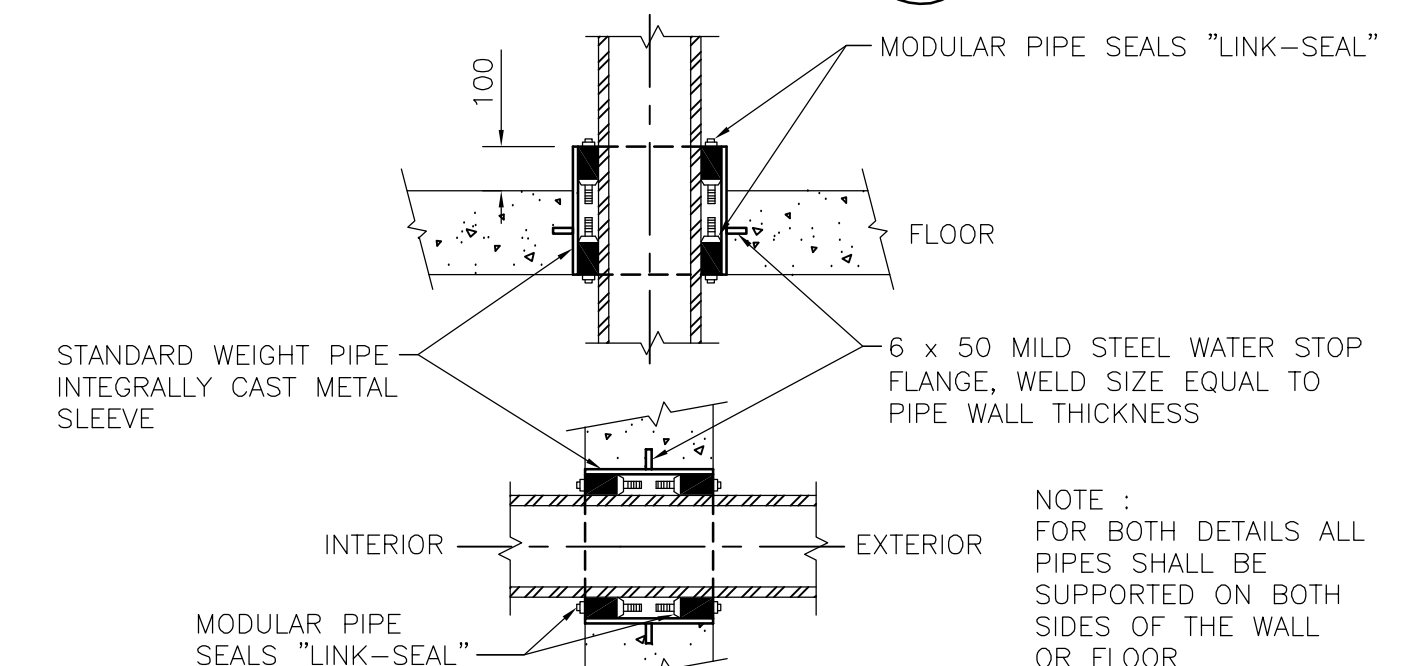 MODULAR PIPE SEALS "LINK-SEAL"
100
FLOOR
STANDARD WEIGHT PIPE
INTEGRALLY CAST METAL
SLEEVE
6 x 50 MILD STEEL WATER STOP
FLANGE, WELD SIZE EQUAL TO
PIPE WALL THICKNESS
INTERIOR
EXTERIOR
NOTE :
FOR BOTH DETAILS ALL
PIPES SHALL BE
SUPPORTED ON BOTH
SIDES OF THE WALL
OR FLOOR
MODULAR PIPE
SEALS "LINK-SEAL"